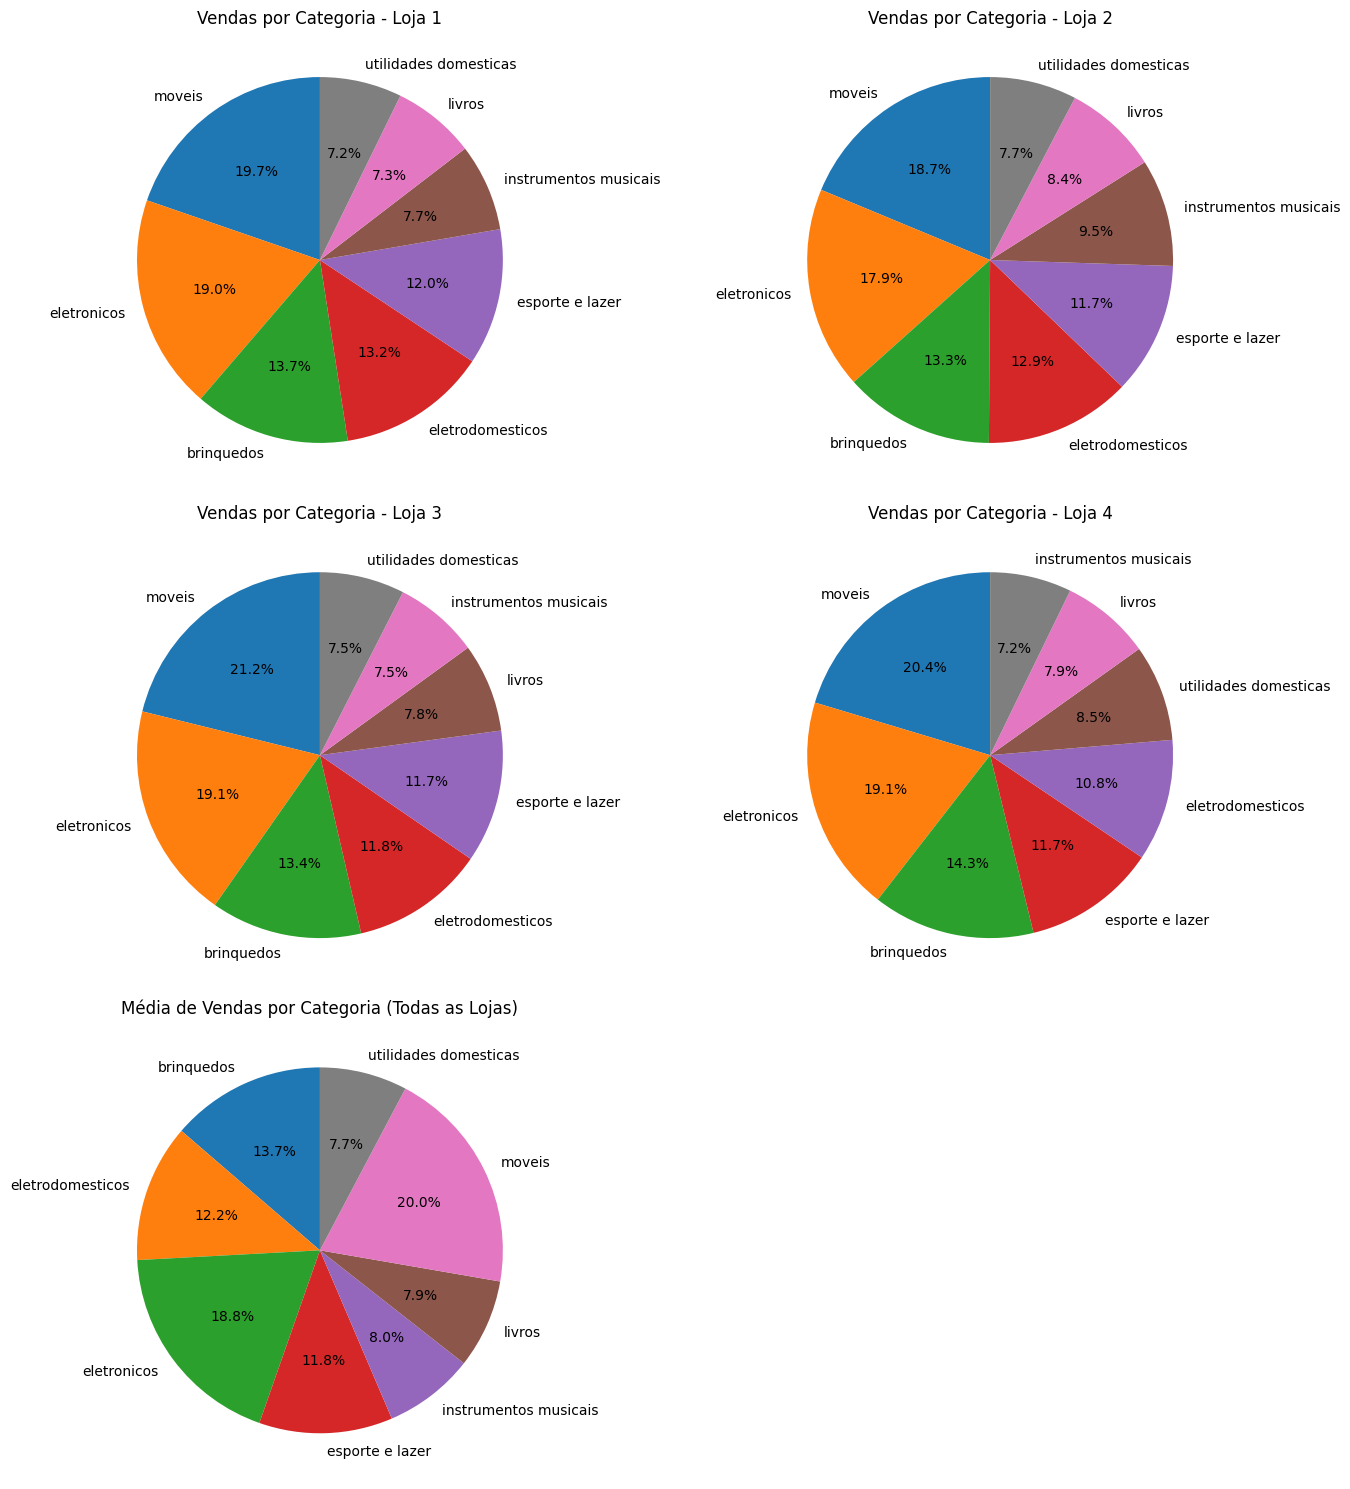 Vendas por Categoria - Loja 1
utilidades domesticas
moveis
livros
19.7%
7.2%
7.3%
instrumentos musicais
7.7%
eletronicos
19.0%
12.0%
esporte e lazer
13.7%
13.2%
eletrodomesticos
brinquedos
Vendas por Categoria - Loja 2
utilidades domesticas
moveis
livros
18.7%
7.7%
8.4%
instrumentos musicais
9.5%
eletronicos
17.9%
11.7%
esporte e lazer
13.3%
12.9%
brinquedos
eletrodomesticos
Vendas por Categoria - Loja 3
utilidades domesticas
moveis
instrumentos musicais
21.2%
7.5%
7.5%
livros
7.8%
eletronicos
19.1%
11.7%
esporte e lazer
13.4%
11.8%
eletrodomesticos
brinquedos
Vendas por Categoria - Loja 4
instrumentos musicais
moveis
livros
20.4%
7.2%
7.9%
utilidades domesticas
8.5%
eletronicos
19.1%
10.8%
eletrodomesticos
14.3%
11.7%
esporte e lazer
brinquedos
Média de Vendas por Categoria (Todas as Lojas)
utilidades domesticas
brinquedos
13.7%
7.7%
moveis
20.0%
eletrodomesticos
12.2%
7.9%
livros
18.8%
8.0%
11.8%
eletronicos
instrumentos musicais
esporte e lazer